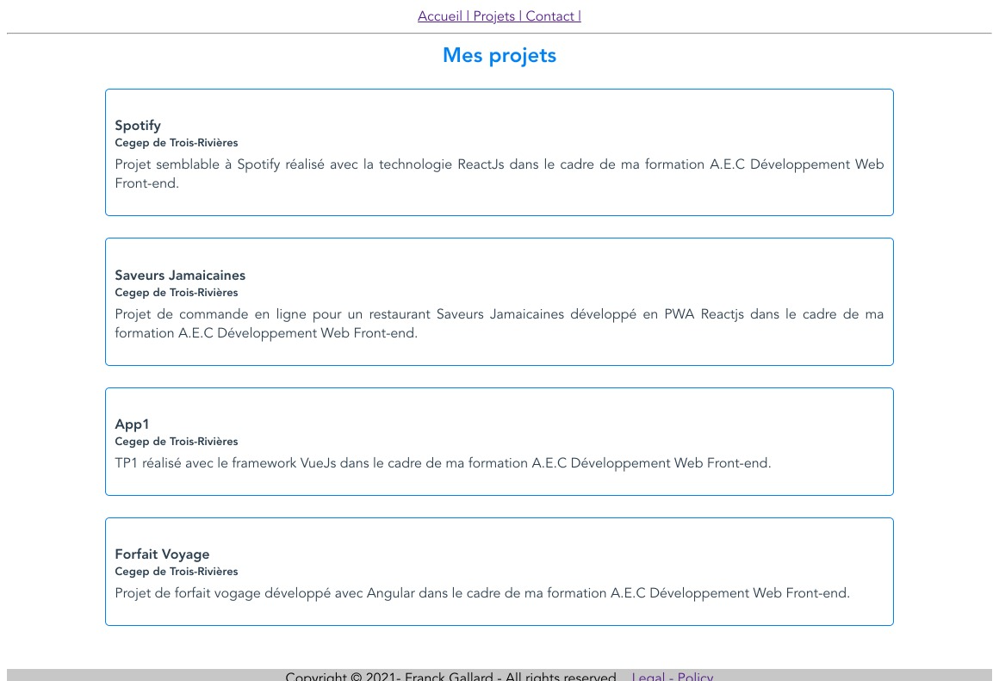 Accueil | Projets | Contact |
Mes projets
Spotify
Cegep de Trois-Rivières
Projet semblable à Spotify réalisé avec la technologie ReactJs dans le cadre de ma formation A.E.C Développement Web
Front-end.
Saveurs Jamaicaines
Cegep de Trois-Rivières
Projet de commande en ligne pour un restaurant Saveurs Jamaicaines développé en PWA Reactjs dans le cadre de ma
formation A.E.C Développement Web Front-end.
App1
Cegep de Trois-Rivières
TP1 réalisé avec le framework VueJs dans le cadre de ma formation A.E.C Développement Web Front-end.
Forfait Voyage
Cegep de Trois-Rivières
Projet de forfait vogage développé avec Angular dans le cadre de ma formation A.E.C Développement Web Front-end.
Copyright © 2021- Franck Gallard - All rights reserved Legal - Policy